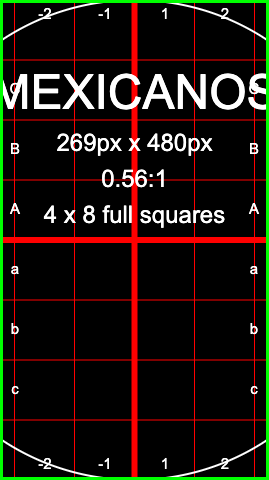 -2 -1 1 2
MEXICANOS
C C
269px x 480px
B B
0.56:1
A A
4 x 8 full squares
a a
b b
c c
-2 -1 1 2